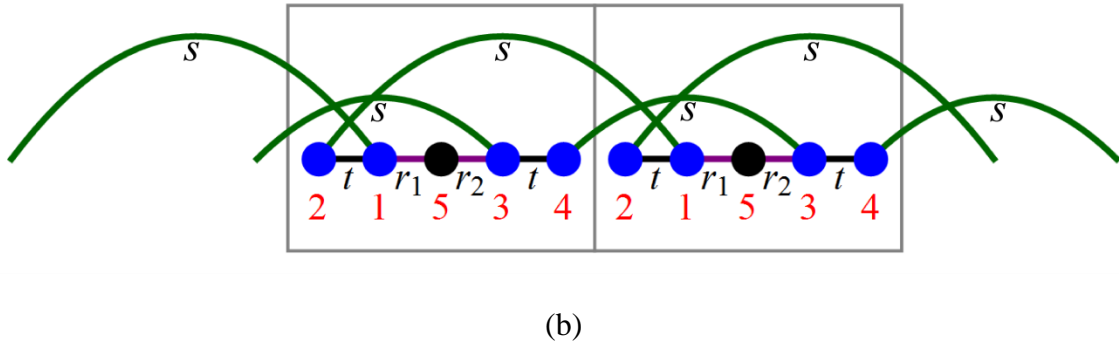 s s s
s s s
t r₁ r₂ t t r₁ r₂ t
2 1 5 3 4 2 1 5 3 4
(b)